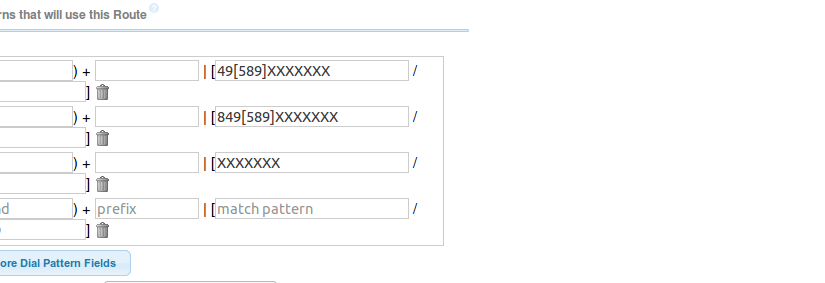 rns that will use this Route ?
) + | [49[589]XXXXXXX /
]
) + | [849[589]XXXXXXX /
]
) + | [XXXXXXX /
]
d ) + prefix | [match pattern /
]
ore Dial Pattern Fields